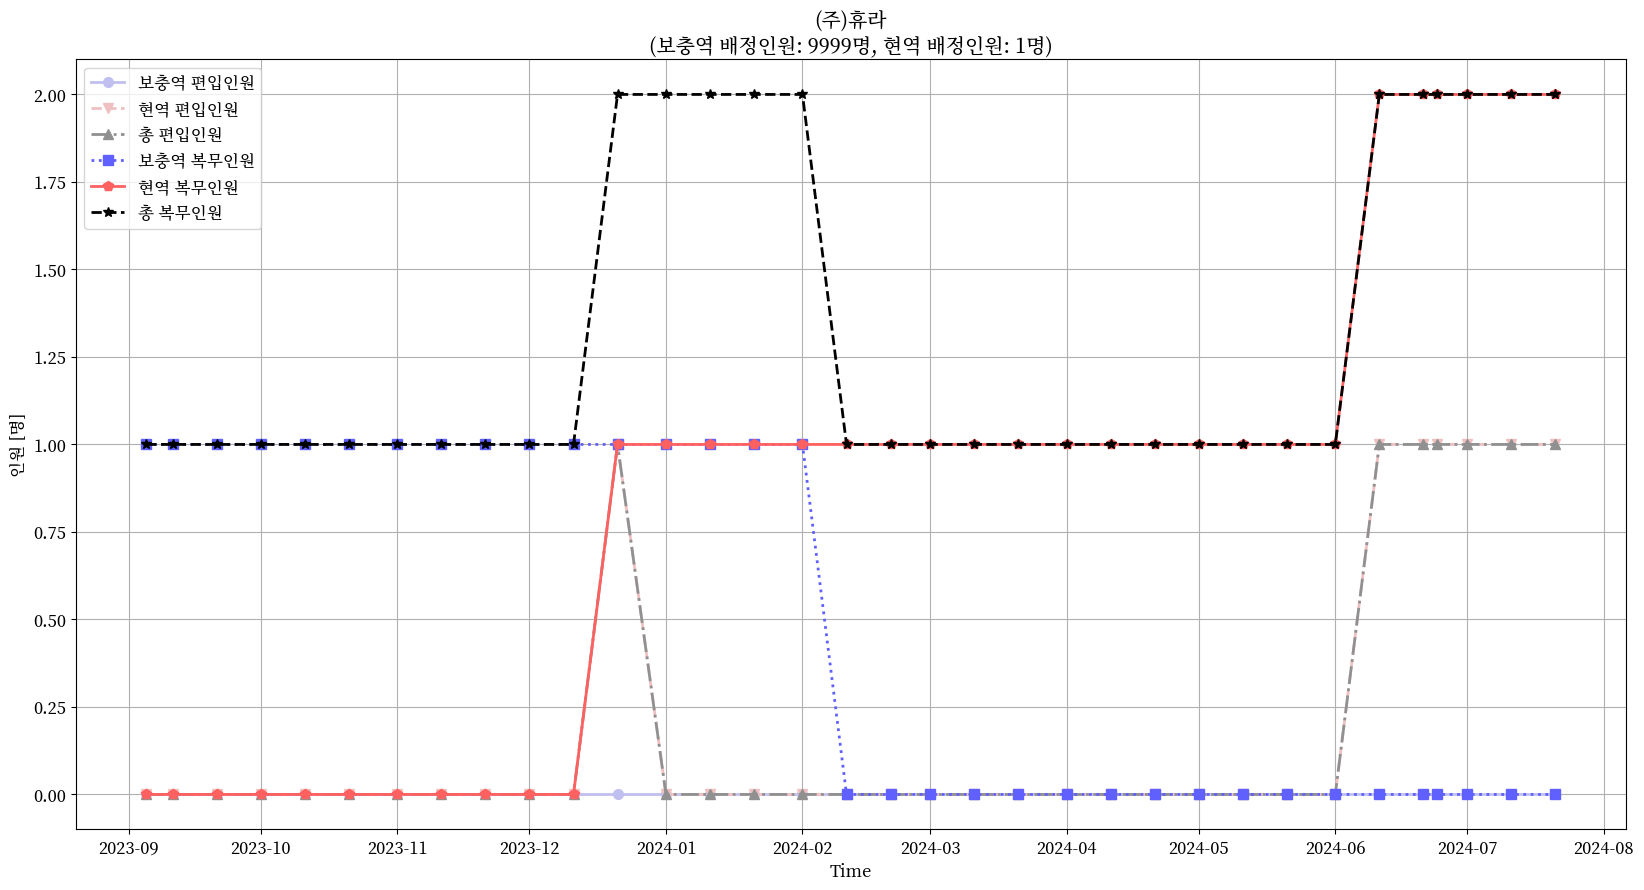 (주)휴라
(보충역 배정인원: 9999명, 현역 배정인원: 1명)
보충역 편입인원
현역 편입인원
총 편입인원
보충역 복무인원
현역 복무인원
총 복무인원
인원 [명]
2.00
1.75
1.50
1.25
1.00
0.75
0.50
0.25
0.00
2023-09 2023-10 2023-11 2023-12 2024-01 2024-02 2024-03 2024-04 2024-05 2024-06 2024-07 2024-08
Time